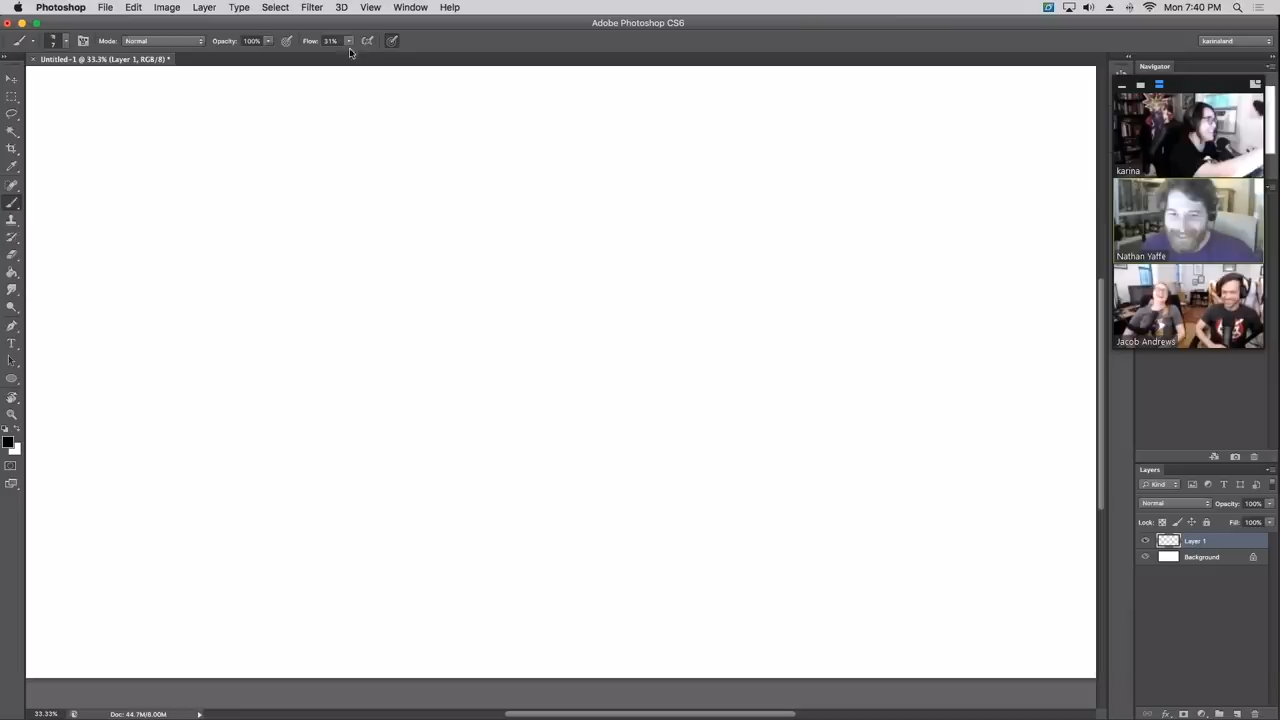 Photoshop File Edit Image Layer Type Select Filter 3D View Window Help Mon 7:40 PM
Adobe Photoshop CS6
7 Mode: Normal Opacity: 100% Flow: 31% karinaland
× Untitled-1 @ 33.3% (Layer 1, RGB/8) *
Navigator
karina
Nathan Yaffe
Jacob Andrews
Layers
Kind
Normal Opacity: 100%
Lock: Fill: 100%
Layer 1
Background
33.33% Doc: 44.7M/8.00M